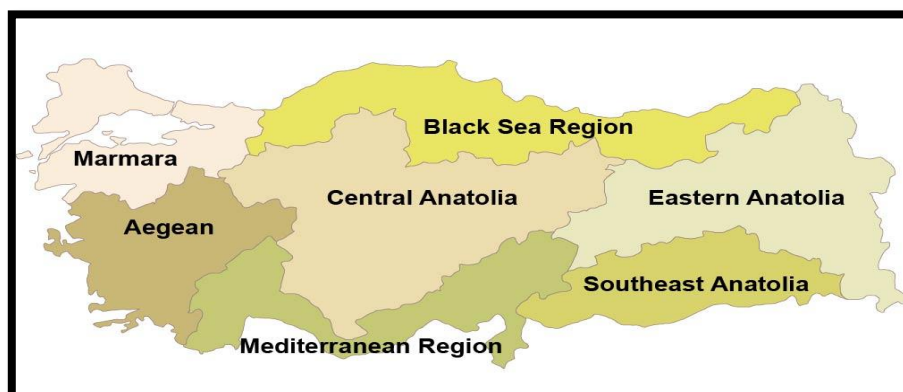 Black Sea Region
Marmara
Central Anatolia
Eastern Anatolia
Aegean
Southeast Anatolia
Mediterranean Region